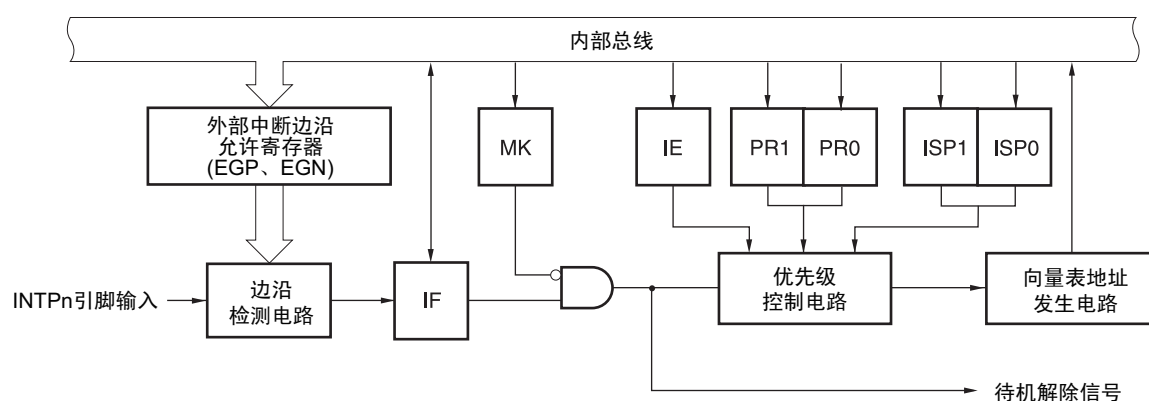 内部总线
外部中断边沿
允许寄存器
(EGP、EGN)
MK
IE
PR1
PR0
ISP1
ISP0
INTPn引脚输入
边沿
检测电路
IF
优先级
控制电路
向量表地址
发生电路
待机解除信号